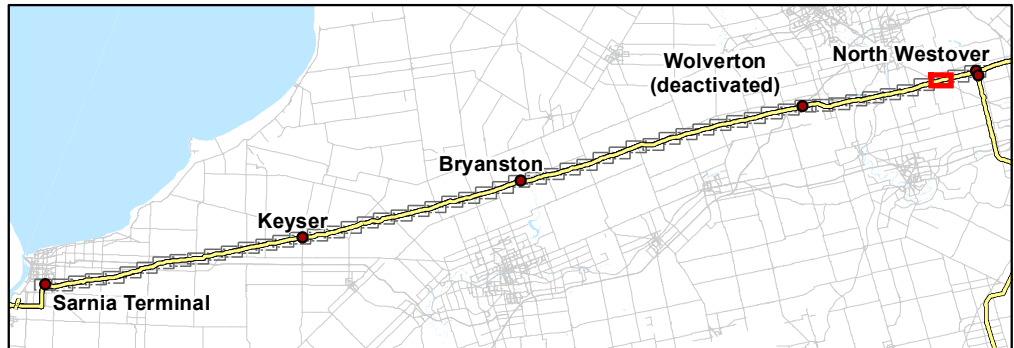 Wolverton
(deactivated)
North Westover
Bryanston
Keyser
Sarnia Terminal